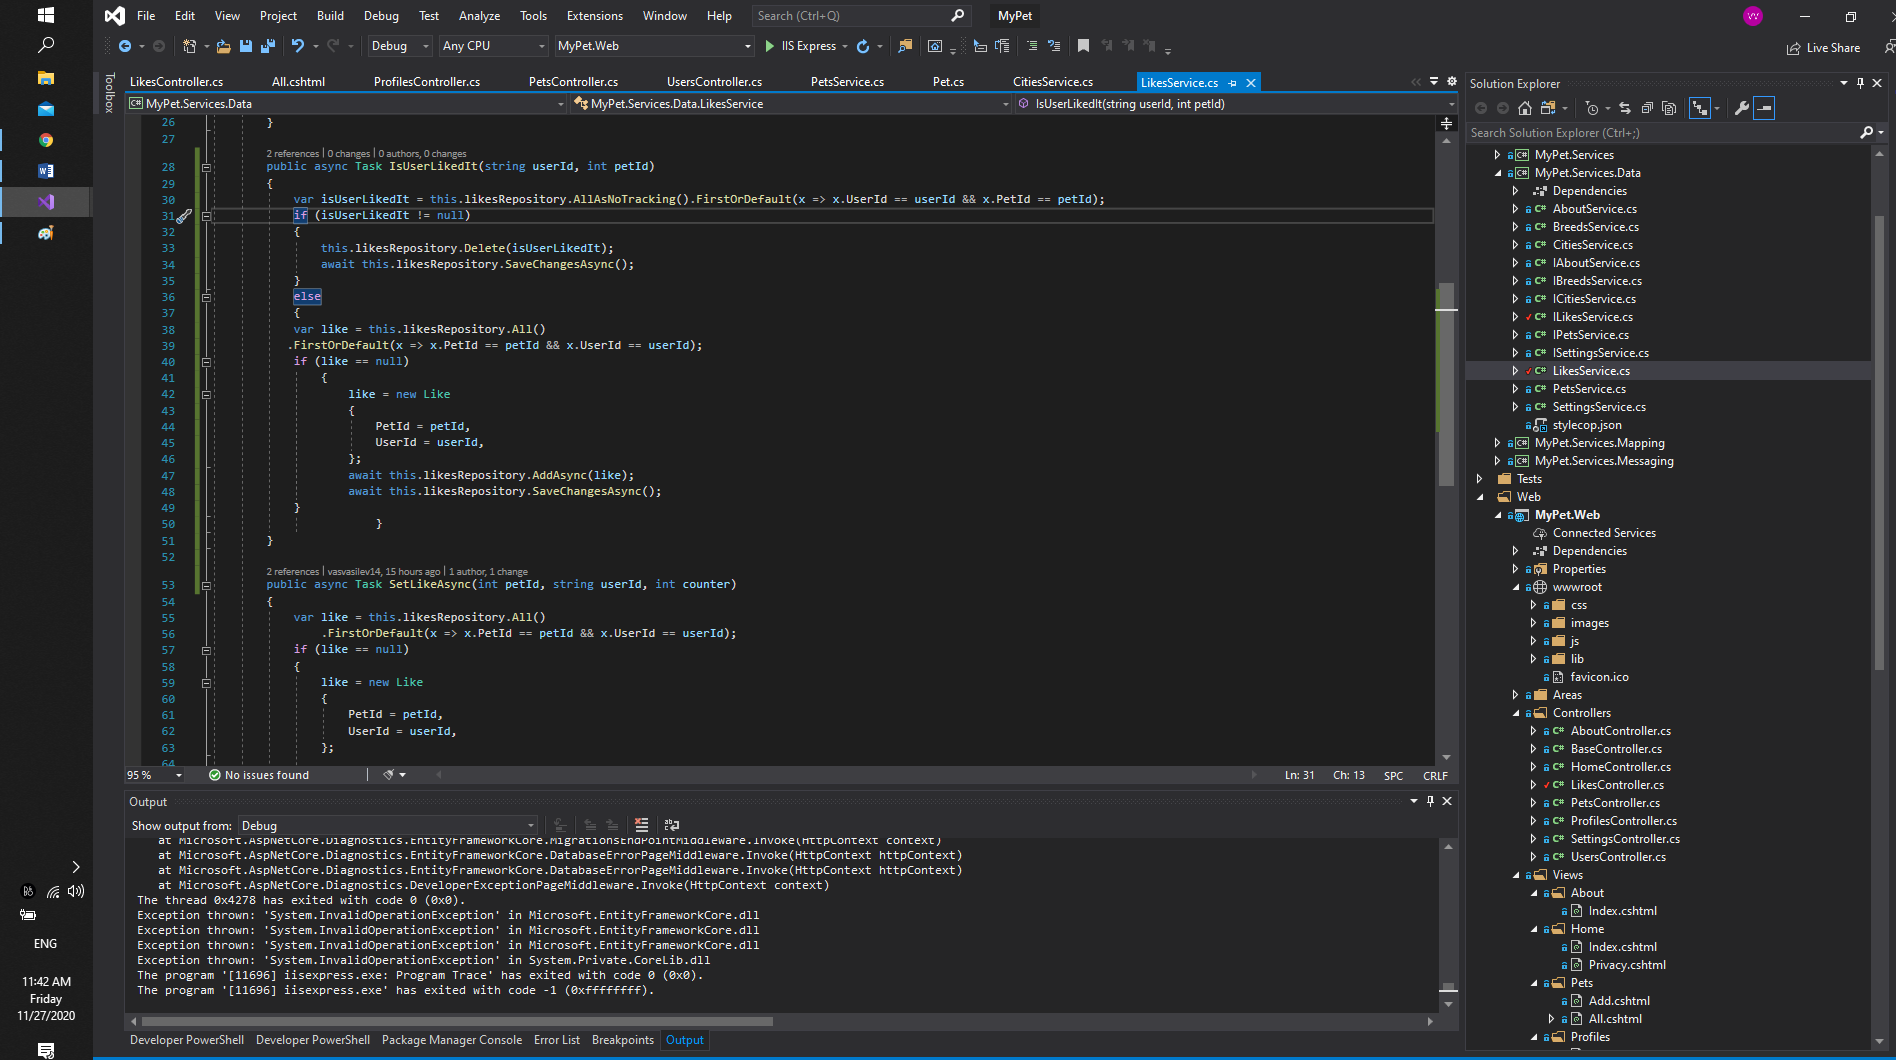 File Edit View Project Build Debug Test Analyze Tools Extensions Window Help Search (Ctrl+Q) MyPet
Debug Any CPU MyPet.Web IIS Express Live Share
Toolbox
LikesController.cs All.cshtml ProfilesController.cs PetsController.cs UsersController.cs PetsService.cs Pet.cs CitiesService.cs LikesService.cs
MyPet.Services.Data MyPet.Services.Data.LikesService IsUserLikedIt(string userId, int petId)
26 }
27
2 references | 0 changes | 0 authors, 0 changes
28 public async Task IsUserLikedIt(string userId, int petId)
29 {
30 var isUserLikedIt = this.likesRepository.AllAsNoTracking().FirstOrDefault(x => x.UserId == userId && x.PetId == petId);
31 if (isUserLikedIt != null)
32 {
33 this.likesRepository.Delete(isUserLikedIt);
34 await this.likesRepository.SaveChangesAsync();
35 }
36 else
37 {
38 var like = this.likesRepository.All()
39 .FirstOrDefault(x => x.PetId == petId && x.UserId == userId);
40 if (like == null)
41 {
42 like = new Like
43 {
44 PetId = petId,
45 UserId = userId,
46 };
47 await this.likesRepository.AddAsync(like);
48 await this.likesRepository.SaveChangesAsync();
49 }
50 }
51 }
52
2 references | vasvasilev14, 15 hours ago | 1 author, 1 change
53 public async Task SetLikeAsync(int petId, string userId, int counter)
54 {
55 var like = this.likesRepository.All()
56 .FirstOrDefault(x => x.PetId == petId && x.UserId == userId);
57 if (like == null)
58 {
59 like = new Like
60 {
61 PetId = petId,
62 UserId = userId,
63 };
64
95 % No issues found Ln: 31 Ch: 13 SPC CRLF
Output
Show output from: Debug
at Microsoft.AspNetCore.Diagnostics.EntityFrameworkCore.MigrationsEndPointMiddleware.Invoke(HttpContext context)
at Microsoft.AspNetCore.Diagnostics.EntityFrameworkCore.DatabaseErrorPageMiddleware.Invoke(HttpContext httpContext)
at Microsoft.AspNetCore.Diagnostics.EntityFrameworkCore.DatabaseErrorPageMiddleware.Invoke(HttpContext httpContext)
at Microsoft.AspNetCore.Diagnostics.DeveloperExceptionPageMiddleware.Invoke(HttpContext context)
The thread 0x4278 has exited with code 0 (0x0).
Exception thrown: 'System.InvalidOperationException' in Microsoft.EntityFrameworkCore.dll
Exception thrown: 'System.InvalidOperationException' in Microsoft.EntityFrameworkCore.dll
Exception thrown: 'System.InvalidOperationException' in Microsoft.EntityFrameworkCore.dll
Exception thrown: 'System.InvalidOperationException' in System.Private.CoreLib.dll
The program '[11696] iisexpress.exe: Program Trace' has exited with code 0 (0x0).
The program '[11696] iisexpress.exe' has exited with code -1 (0xffffffff).
Developer PowerShell Developer PowerShell Package Manager Console Error List Breakpoints Output
Solution Explorer
Search Solution Explorer (Ctrl+;)
MyPet.Services
MyPet.Services.Data
Dependencies
AboutService.cs
BreedsService.cs
CitiesService.cs
IAboutService.cs
IBreedsService.cs
ICitiesService.cs
ILikesService.cs
IPetsService.cs
ISettingsService.cs
LikesService.cs
PetsService.cs
SettingsService.cs
stylecop.json
MyPet.Services.Mapping
MyPet.Services.Messaging
Tests
Web
MyPet.Web
Connected Services
Dependencies
Properties
wwwroot
css
images
js
lib
favicon.ico
Areas
Controllers
AboutController.cs
BaseController.cs
HomeController.cs
LikesController.cs
PetsController.cs
ProfilesController.cs
SettingsController.cs
UsersController.cs
Views
About
Index.cshtml
Home
Index.cshtml
Privacy.cshtml
Pets
Add.cshtml
All.cshtml
Profiles
ENG
11:42 AM
Friday
11/27/2020